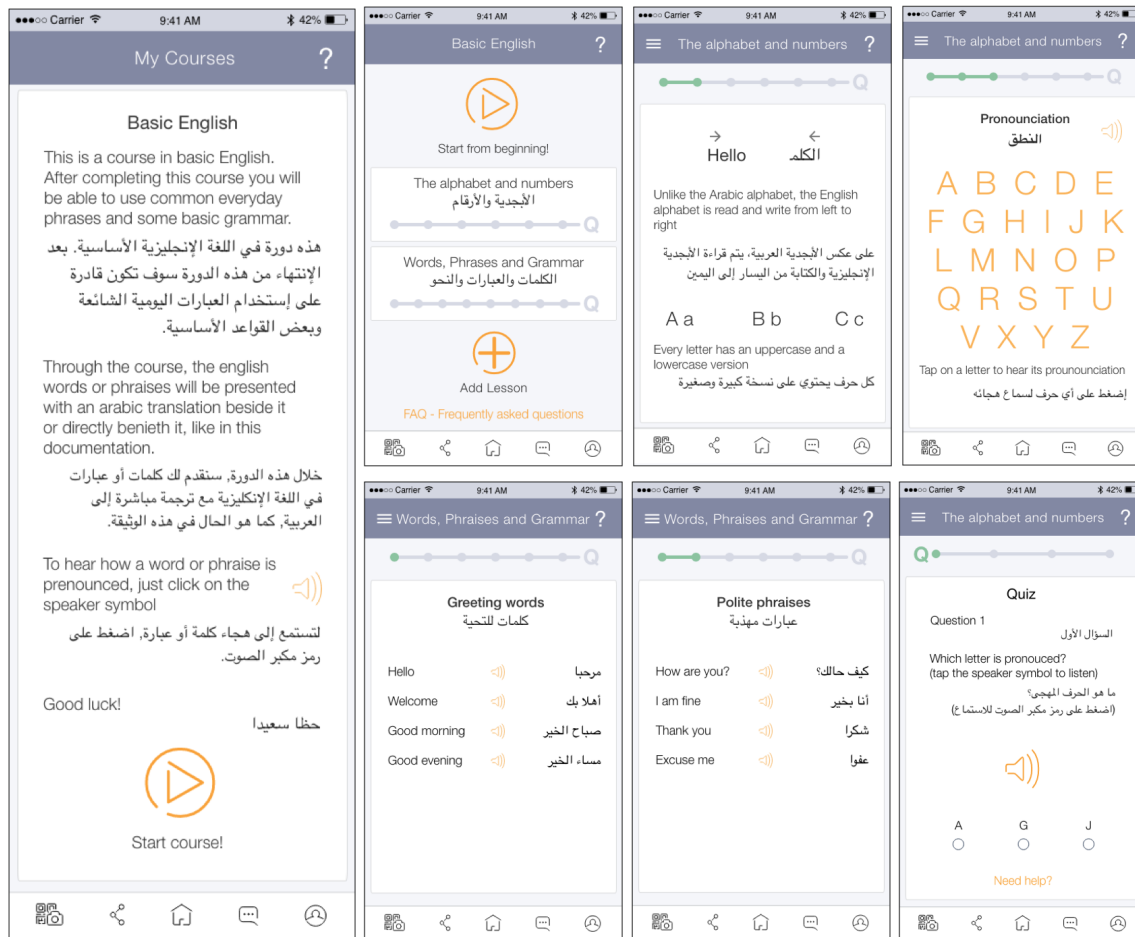 Carrier 9:41 AM 42%
My Courses ?
Basic English
This is a course in basic English.
After completing this course you will
be able to use common everyday
phrases and some basic grammar.
هذه دورة في اللغة الإنجليزية الأساسية. بعد
الإنتهاء من هذه الدورة سوف تكون قادرة
على إستخدام العبارات اليومية الشائعة
وبعض القواعد الأساسية.
Through the course, the english
words or phraises will be presented
with an arabic translation beside it
or directly benieth it, like in this
documentation.
خلال هذه الدورة, سنقدم لك كلمات أو عبارات
في اللغة الإنكليزية مع ترجمة مباشرة إلى
العربية, كما هو الحال في هذه الوثيقة.
To hear how a word or phraise is
prenounced, just click on the
speaker symbol
لتستمع إلى هجاء كلمة أو عبارة, اضغط على
رمز مكبر الصوت.
Good luck!
حظا سعيدا
Start course!
Carrier 9:41 AM 42%
Basic English ?
Start from beginning!
The alphabet and numbers
الأبجدية والأرقام
Q
Words, Phrases and Grammar
الكلمات والعبارات والنحو
Q
Add Lesson
FAQ - Frequently asked questions
Carrier 9:41 AM 42%
The alphabet and numbers ?
Q
→ ←
Hello الكلمـ
Unlike the Arabic alphabet, the English
alphabet is read and write from left to
right
على عكس الأبجدية العربية، يتم قراءة الأبجدية
الإنجليزية والكتابة من اليسار إلى اليمين
A a B b C c
Every letter has an uppercase and a
lowercase version
كل حرف يحتوي على نسخة كبيرة وصغيرة
Carrier 9:41 AM 42%
The alphabet and numbers ?
Q
Pronounciation
النطق
A B C D E
F G H I J K
L M N O P
Q R S T U
V X Y Z
Tap on a letter to hear its prounounciation
إضغط على أي حرف لسماع هجائه
Carrier 9:41 AM 42%
Words, Phraises and Grammar ?
Q
Greeting words
كلمات للتحية
Hello مرحبا
Welcome أهلا بك
Good morning صباح الخير
Good evening مساء الخير
Carrier 9:41 AM 42%
Words, Phraises and Grammar ?
Q
Polite phraises
عبارات مهذبة
How are you? كيف حالك؟
I am fine أنا بخير
Thank you شكرا
Excuse me عفوا
Carrier 9:41 AM 42%
The alphabet and numbers ?
Q
Quiz
Question 1
السؤال الأول
Which letter is pronouced?
(tap the speaker symbol to listen)
ما هو الحرف المهجى؟
(اضغط على رمز مكبر الصوت للاستماع)
A G J
Need help?